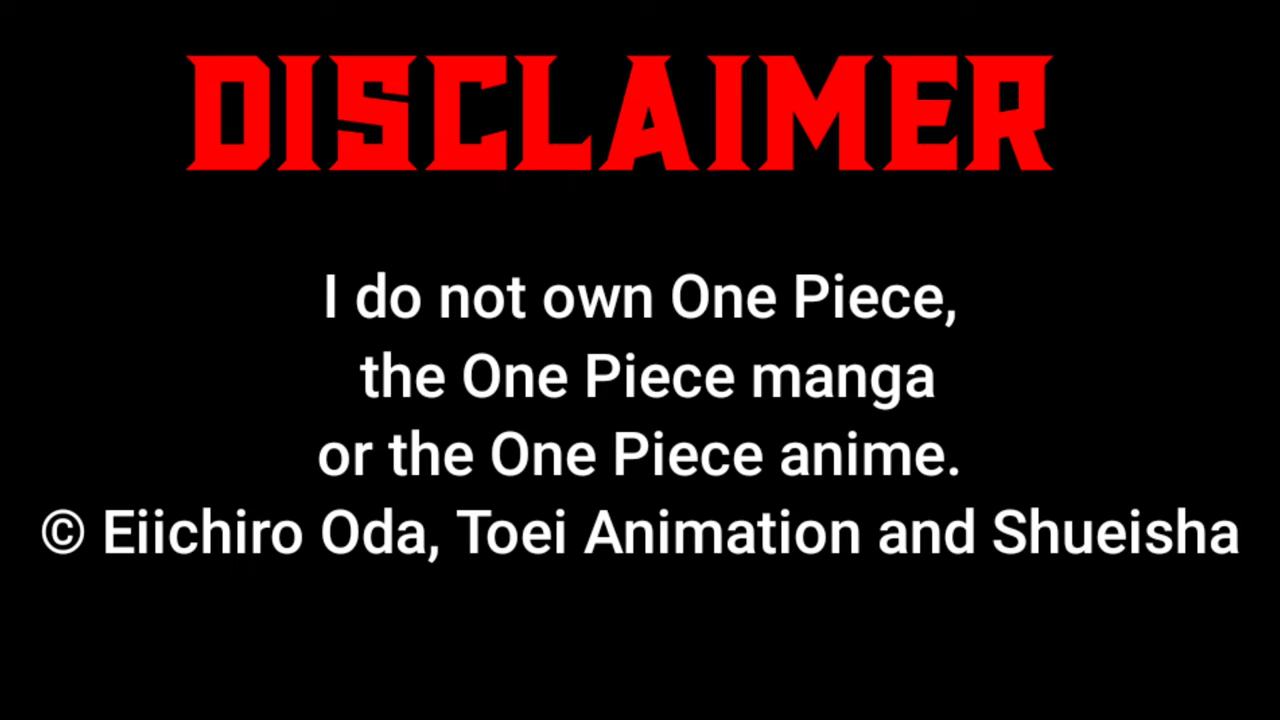 DISCLAIMER
I do not own One Piece,
the One Piece manga
or the One Piece anime.
© Eiichiro Oda, Toei Animation and Shueisha